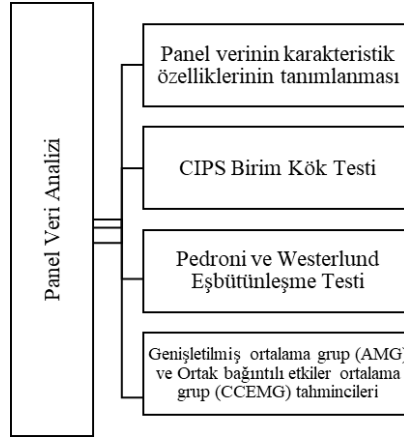 Panel Veri Analizi
Panel verinin karakteristik
özelliklerinin tanımlanması
CIPS Birim Kök Testi
Pedroni ve Westerlund
Eşbütünleşme Testi
Genişletilmiş ortalama grup (AMG)
ve Ortak bağıntılı etkiler ortalama
grup (CCEMG) tahmincileri